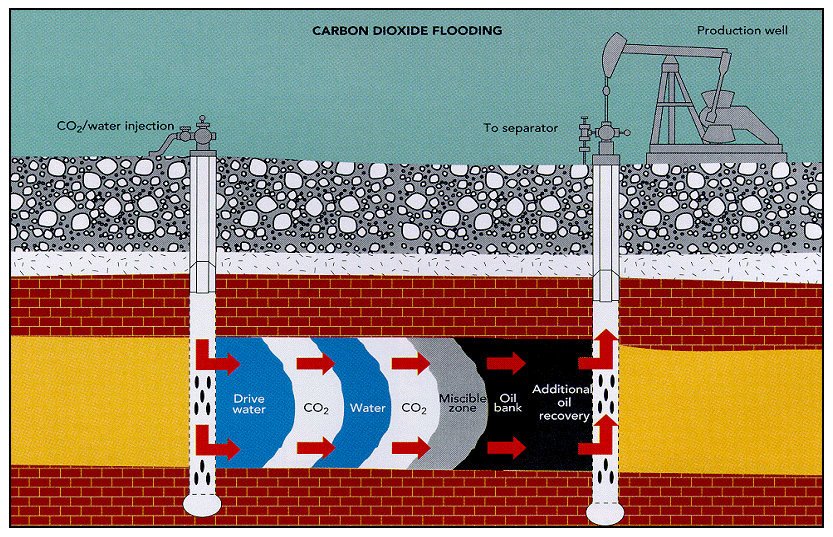 CARBON DIOXIDE FLOODING
Production well
CO₂/water injection
To separator
Drive
water
CO₂
Water
CO₂
Miscible
zone
Oil
bank
Additional
oil
recovery